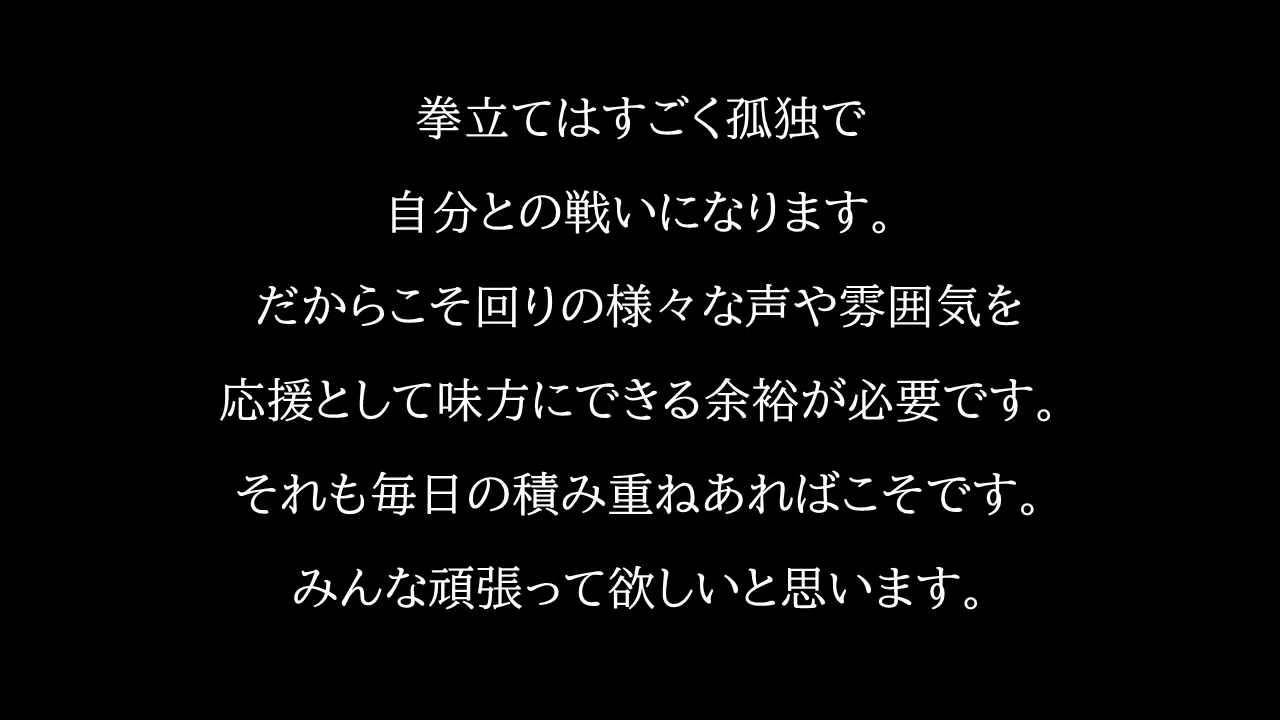 拳立てはすごく孤独で
自分との戦いになります。
だからこそ回りの様々な声や雰囲気を
応援として味方にできる余裕が必要です。
それも毎日の積み重ねあればこそです。
みんな頑張って欲しいと思います。